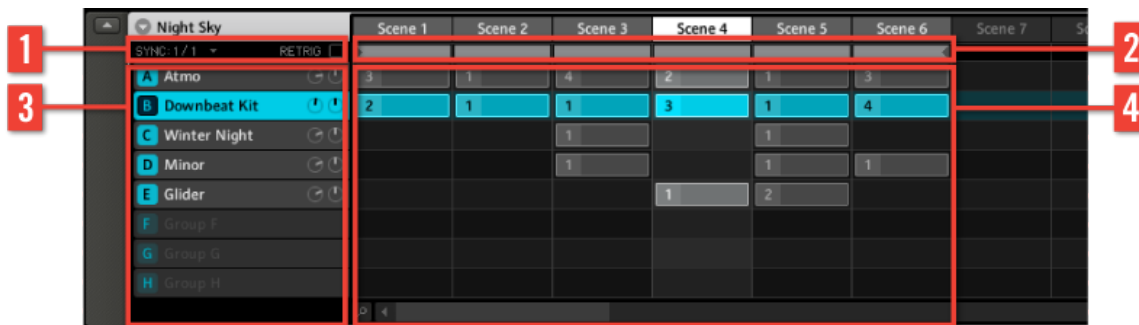 Night Sky Scene 1 Scene 2 Scene 3 Scene 4 Scene 5 Scene 6 Scene 7
1 SYNC: 1/1 RETRIG 2
A Atmo 3 1 4 2 1 3
3 B Downbeat Kit 2 1 1 3 1 4 4
C Winter Night 1 1
D Minor 1 1 1
E Glider 1 2
F Group F
G Group G
H Group H